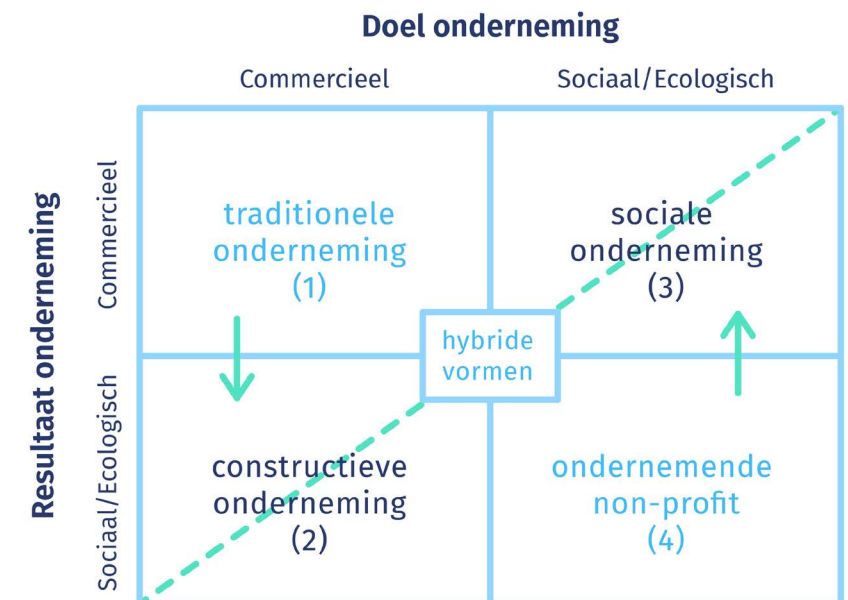 Doel onderneming
Commercieel
Sociaal/Ecologisch
Resultaat onderneming
Commercieel
Sociaal/Ecologisch
traditionele
onderneming
(1)
sociale
onderneming
(3)
hybride
vormen
constructieve
onderneming
(2)
ondernemende
non-profit
(4)